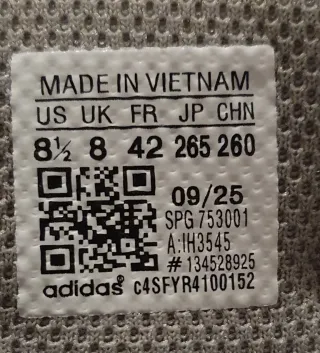 MADE IN VIETNAM
US UK FR JP CHN
8½ 8 42 265 260
09/25
SPG 753001
A:IH3545
# 134528925
adidas c4SFYR4100152